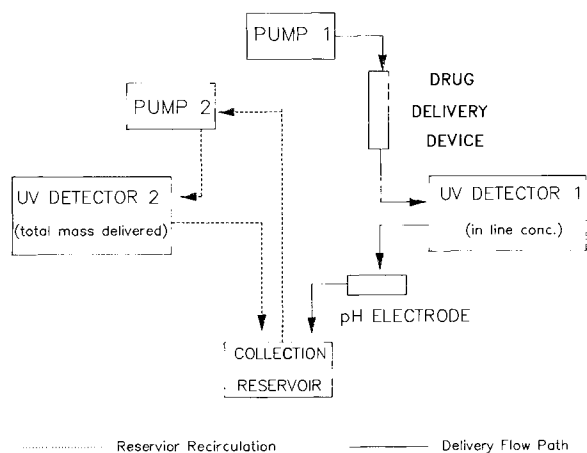 PUMP 1
DRUG
DELIVERY
DEVICE
PUMP 2
UV DETECTOR 2
(total mass delivered)
UV DETECTOR 1
(in line conc.)
pH ELECTRODE
COLLECTION
RESERVOIR
Reservior Recirculation
Delivery Flow Path